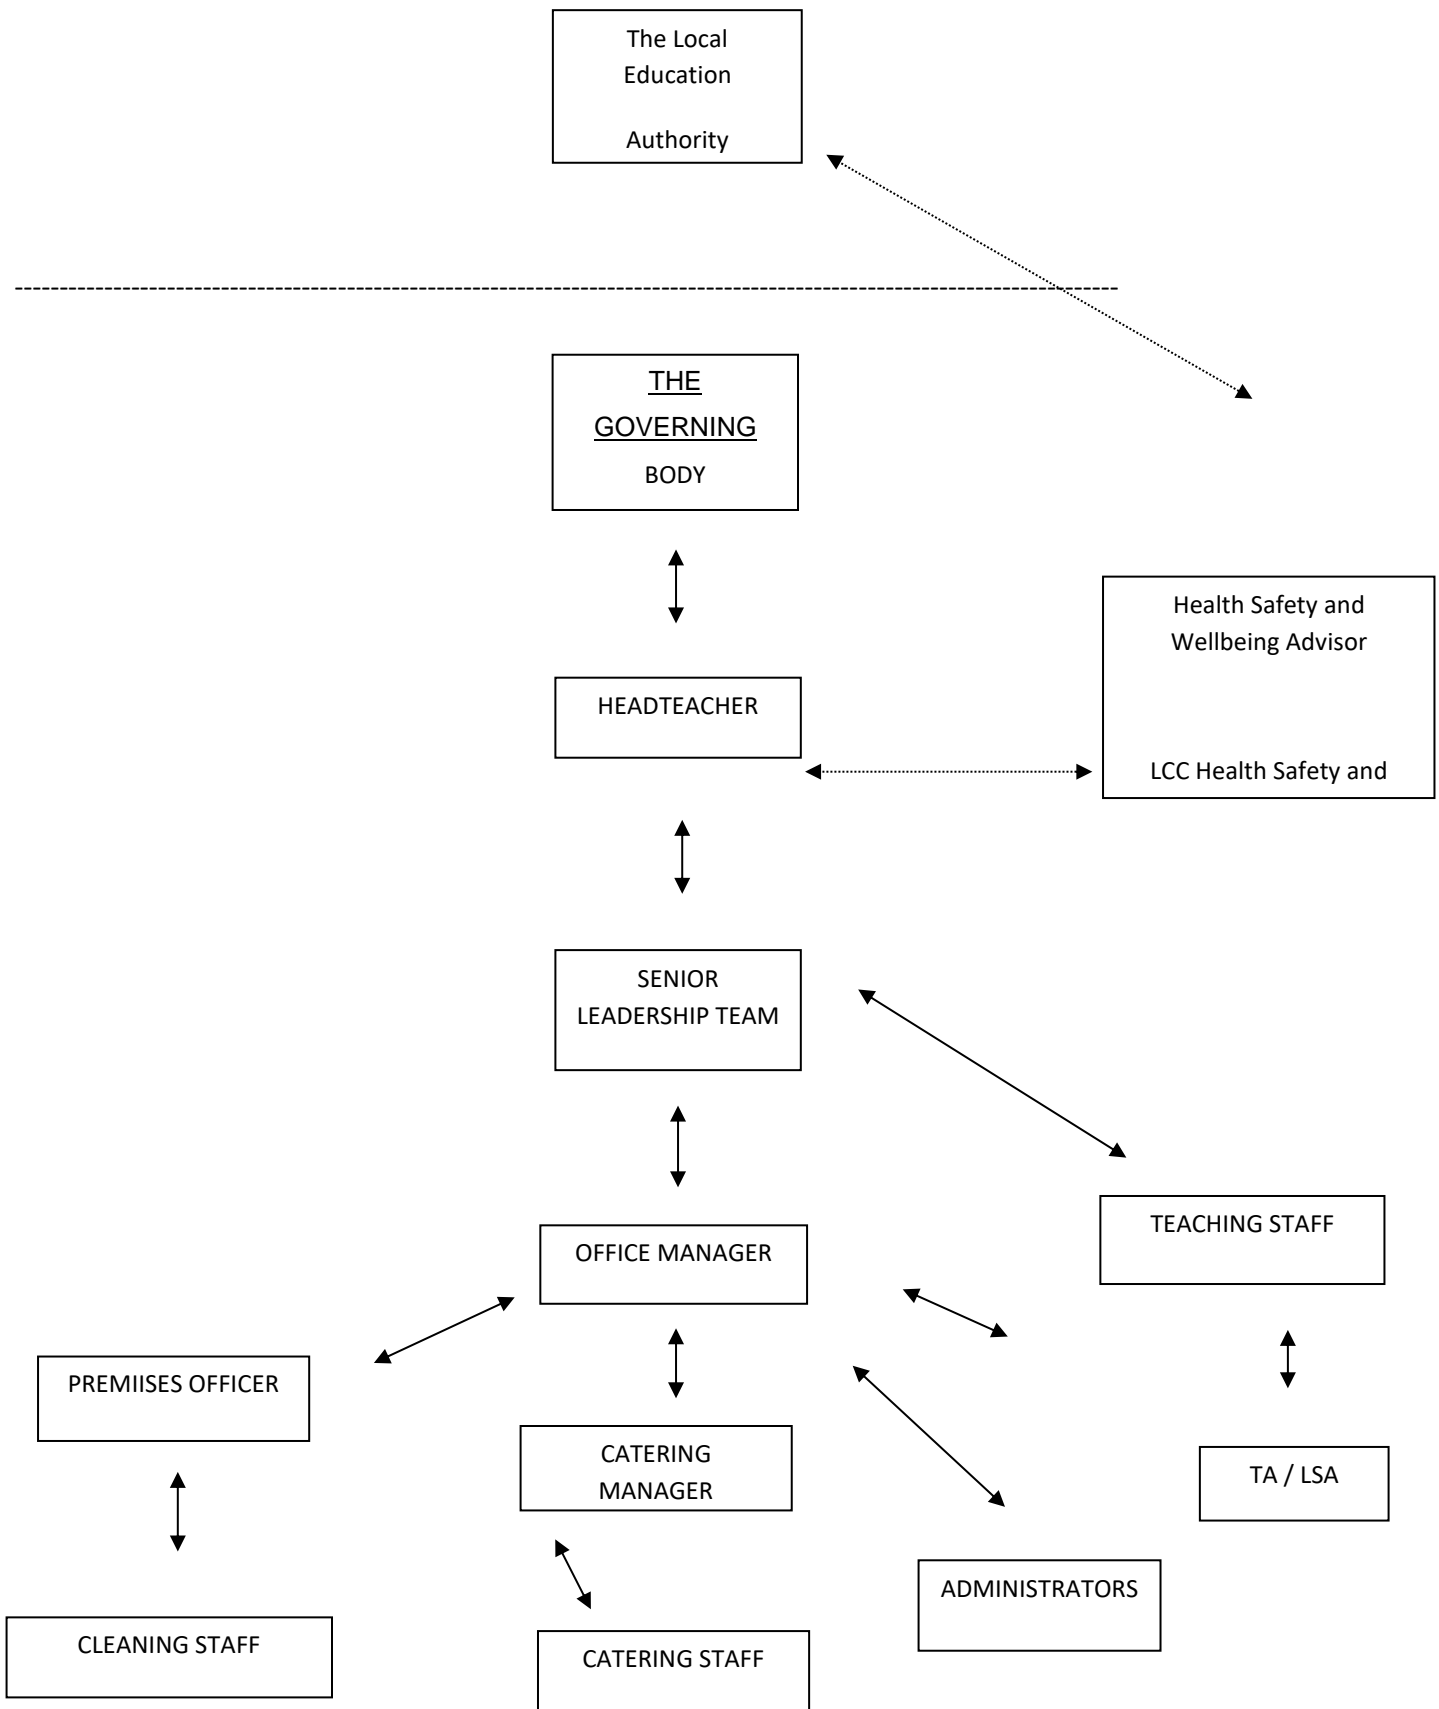 The Local
Education
Authority
THE
GOVERNING
BODY
Health Safety and
Wellbeing Advisor
LCC Health Safety and
HEADTEACHER
SENIOR
LEADERSHIP TEAM
TEACHING STAFF
OFFICE MANAGER
PREMIISES OFFICER
CATERING
MANAGER
TA / LSA
ADMINISTRATORS
CLEANING STAFF
CATERING STAFF